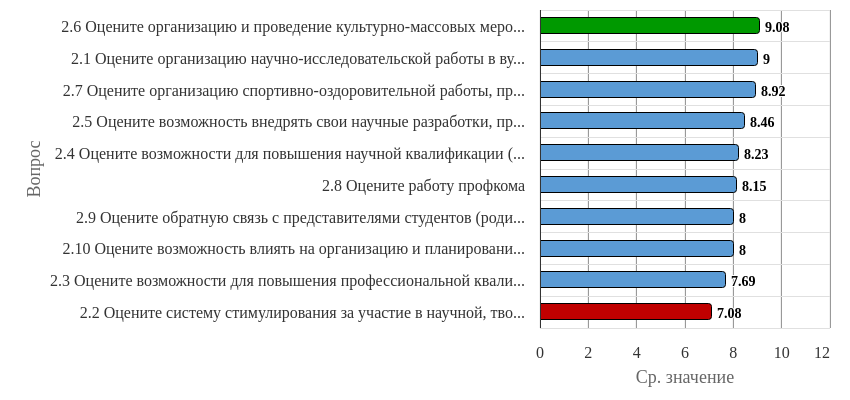 2.6 Оцените организацию и проведение культурно-массовых меро... 9.08
2.1 Оцените организацию научно-исследовательской работы в ву... 9
2.7 Оцените организацию спортивно-оздоровительной работы, пр... 8.92
2.5 Оцените возможность внедрять свои научные разработки, пр... 8.46
2.4 Оцените возможности для повышения научной квалификации (... 8.23
2.8 Оцените работу профкома 8.15
2.9 Оцените обратную связь с представителями студентов (роди... 8
2.10 Оцените возможность влиять на организацию и планировани... 8
2.3 Оцените возможности для повышения профессиональной квали... 7.69
2.2 Оцените систему стимулирования за участие в научной, тво... 7.08
Вопрос
0 2 4 6 8 10 12
Ср. значение